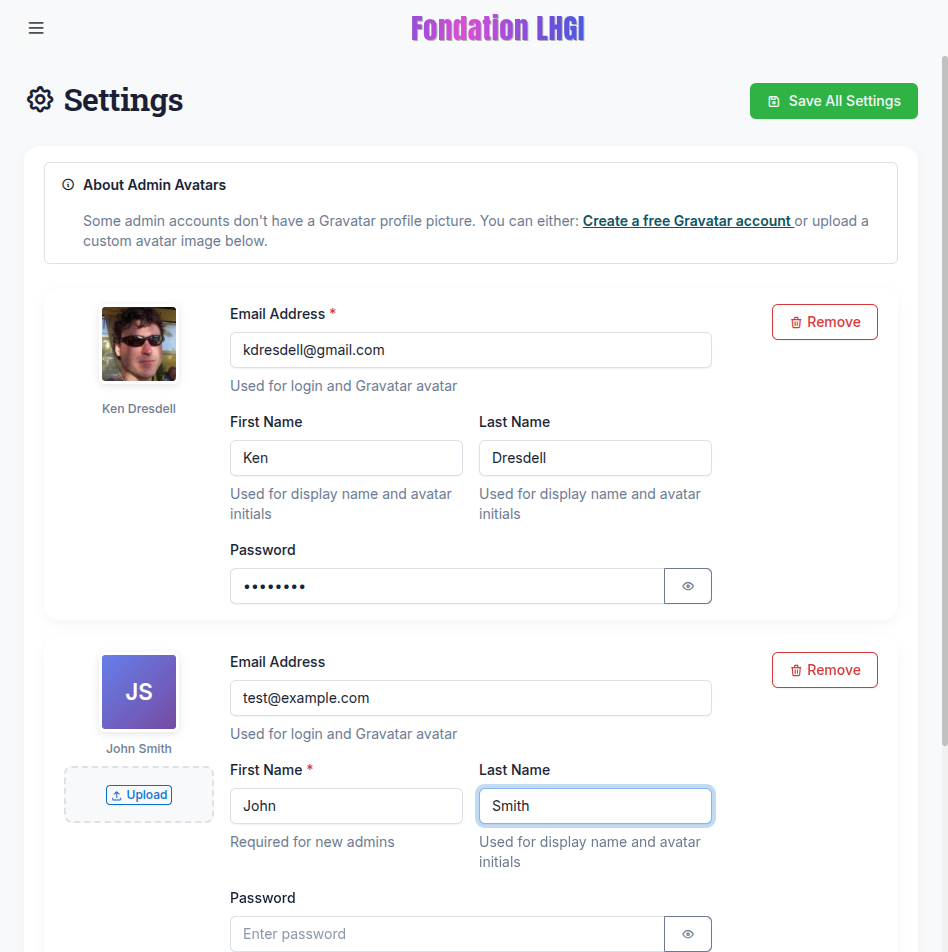 Fondation LHGI
Settings
Save All Settings
About Admin Avatars
Some admin accounts don't have a Gravatar profile picture. You can either: Create a free Gravatar account or upload a
custom avatar image below.
Email Address *
Remove
kdresdell@gmail.com
Used for login and Gravatar avatar
Ken Dresdell
First Name
Last Name
Ken
Dresdell
Used for display name and avatar
initials
Used for display name and avatar
initials
Password
••••••••
Email Address
Remove
JS
test@example.com
Used for login and Gravatar avatar
John Smith
First Name *
Last Name
Upload
John
Smith
Required for new admins
Used for display name and avatar
initials
Password
Enter password